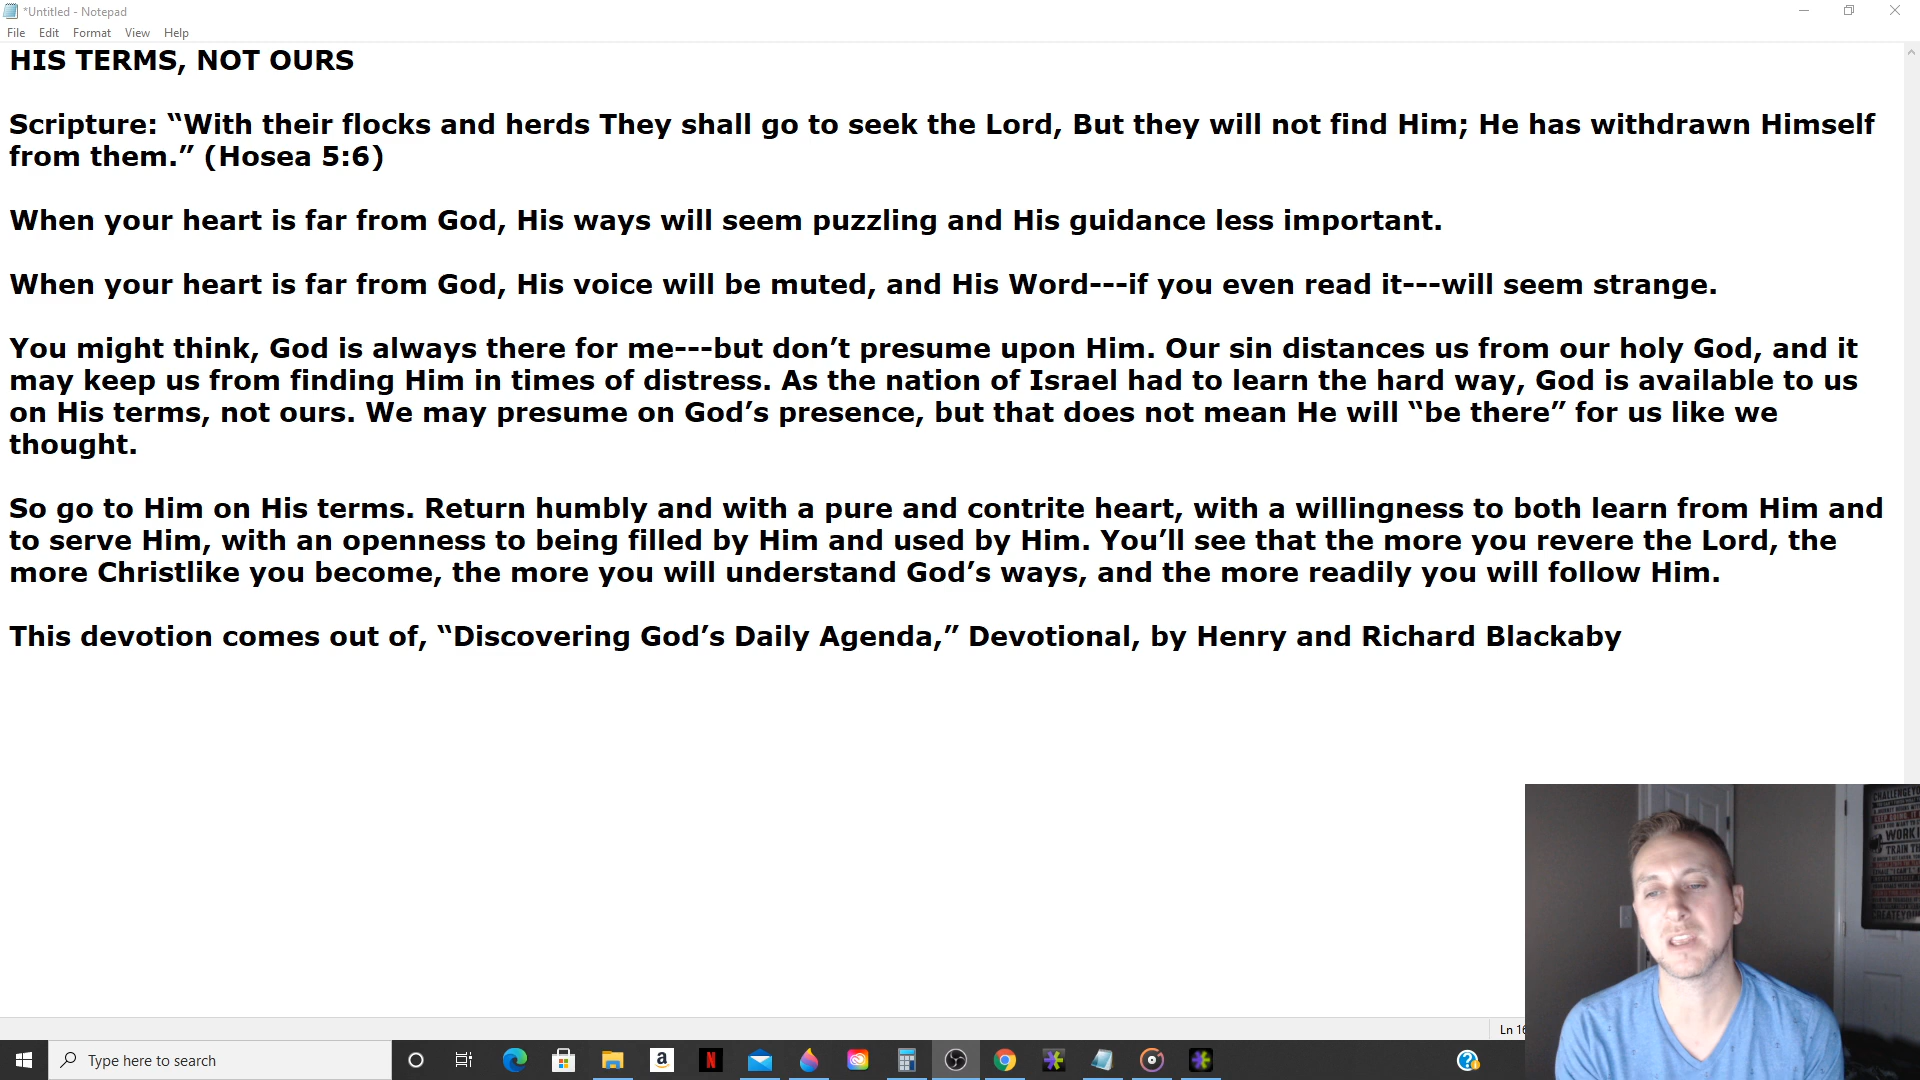 *Untitled - Notepad
File Edit Format View Help
HIS TERMS, NOT OURS
Scripture: “With their flocks and herds They shall go to seek the Lord, But they will not find Him; He has withdrawn Himself
from them.” (Hosea 5:6)
When your heart is far from God, His ways will seem puzzling and His guidance less important.
When your heart is far from God, His voice will be muted, and His Word---if you even read it---will seem strange.
You might think, God is always there for me---but don’t presume upon Him. Our sin distances us from our holy God, and it
may keep us from finding Him in times of distress. As the nation of Israel had to learn the hard way, God is available to us
on His terms, not ours. We may presume on God’s presence, but that does not mean He will “be there” for us like we
thought.
So go to Him on His terms. Return humbly and with a pure and contrite heart, with a willingness to both learn from Him and
to serve Him, with an openness to being filled by Him and used by Him. You’ll see that the more you revere the Lord, the
more Christlike you become, the more you will understand God’s ways, and the more readily you will follow Him.
This devotion comes out of, “Discovering God’s Daily Agenda,” Devotional, by Henry and Richard Blackaby
CHALLENGE
WORK
TRAIN
CREATE
Ln
Type here to search
a
N